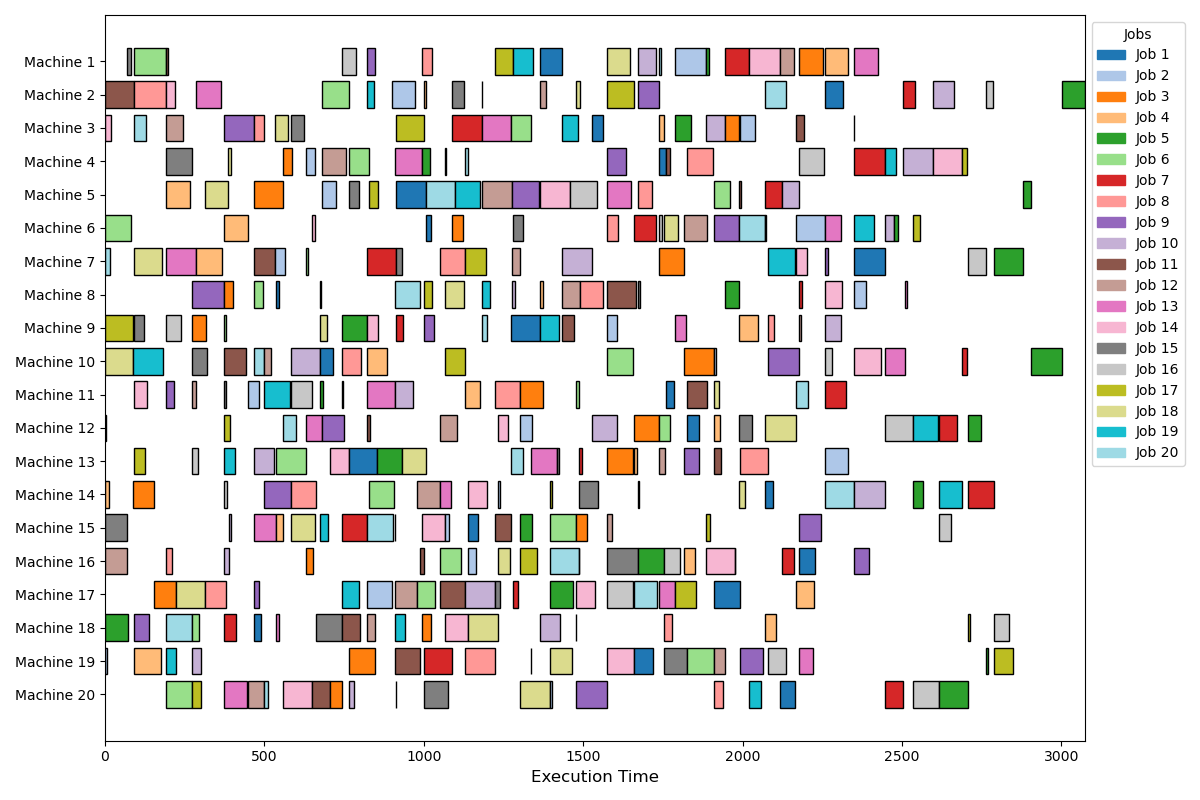 Machine 1
Machine 2
Machine 3
Machine 4
Machine 5
Machine 6
Machine 7
Machine 8
Machine 9
Machine 10
Machine 11
Machine 12
Machine 13
Machine 14
Machine 15
Machine 16
Machine 17
Machine 18
Machine 19
Machine 20
0 500 1000 1500 2000 2500 3000
Execution Time
Jobs
Job 1
Job 2
Job 3
Job 4
Job 5
Job 6
Job 7
Job 8
Job 9
Job 10
Job 11
Job 12
Job 13
Job 14
Job 15
Job 16
Job 17
Job 18
Job 19
Job 20